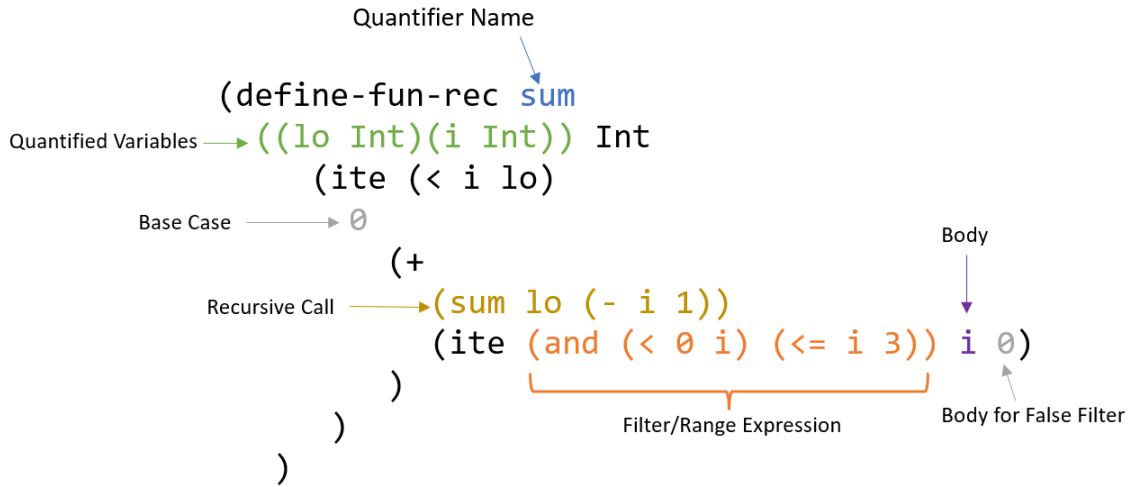 Quantifier Name
(define-fun-rec sum
Quantified Variables ((lo Int)(i Int)) Int
(ite (< i lo)
Base Case 0
Body
(+
Recursive Call (sum lo (- i 1))
(ite (and (< 0 i) (<= i 3)) i 0)
)
Filter/Range Expression
Body for False Filter
)
)